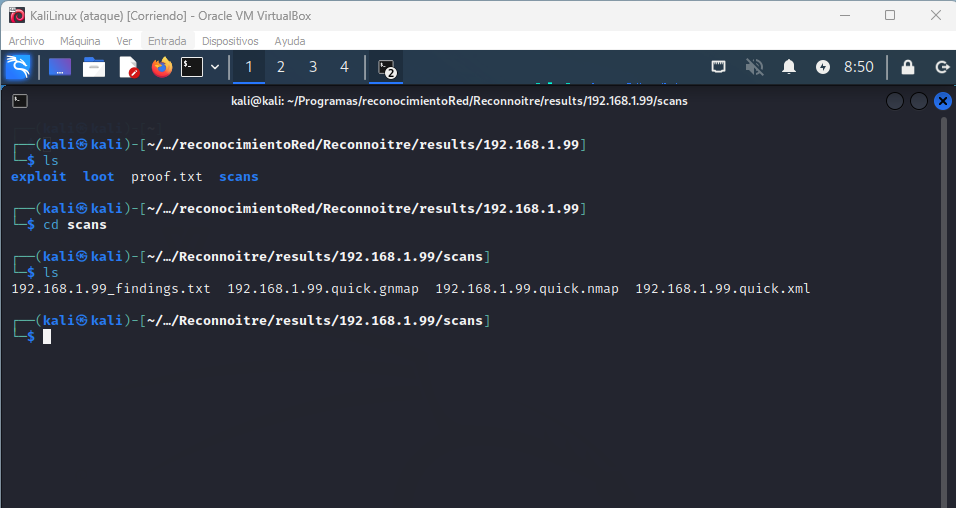 KaliLinux (ataque) [Corriendo] - Oracle VM VirtualBox
Archivo Máquina Ver Entrada Dispositivos Ayuda
1 2 3 4 2 8:50
kali@kali: ~/Programas/reconocimientoRed/Reconnoitre/results/192.168.1.99/scans
┌──(kali㉿kali)-[~/…/reconocimientoRed/Reconnoitre/results/192.168.1.99]
└─$ ls
exploit loot proof.txt scans
┌──(kali㉿kali)-[~/…/reconocimientoRed/Reconnoitre/results/192.168.1.99]
└─$ cd scans
┌──(kali㉿kali)-[~/…/Reconnoitre/results/192.168.1.99/scans]
└─$ ls
192.168.1.99_findings.txt 192.168.1.99.quick.gnmap 192.168.1.99.quick.nmap 192.168.1.99.quick.xml
┌──(kali㉿kali)-[~/…/Reconnoitre/results/192.168.1.99/scans]
└─$